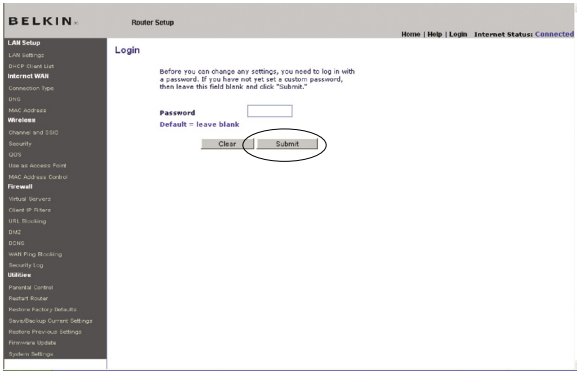 BELKIN®
Router Setup
Home | Help | Login Internet Status: Connected
LAN Setup
LAN Settings
DHCP Client List
Internet WAN
Connection Type
DNS
MAC Address
Wireless
Channel and SSID
Security
QOS
Use as Access Point
MAC Address Control
Firewall
Virtual Servers
Client IP Filters
URL Blocking
DMZ
DDNS
WAN Ping Blocking
Security Log
Utilities
Parental Control
Restart Router
Restore Factory Defaults
Save/Backup Current Settings
Restore Previous Settings
Firmware Update
System Settings
Login
Before you can change any settings, you need to log in with
a password. If you have not yet set a custom password,
then leave this field blank and click "Submit."
Password
Default = leave blank
Clear Submit